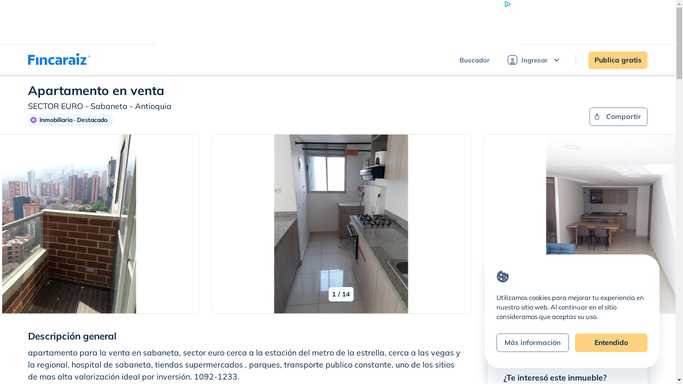 Fincaraiz
Buscador
Ingresar
Publica gratis
Apartamento en venta
SECTOR EURO - Sabaneta - Antioquia
Inmobiliaria · Destacado
Compartir
1 / 14
Utilizamos cookies para mejorar tu experiencia en
nuestro sitio web. Al continuar en el sitio
consideramos que aceptas su uso.
Más información
Entendido
Descripción general
apartamento para la venta en sabaneta, sector euro cerca a la estación del metro de la estrella, cerca a las vegas y
la regional, hospital de sabaneta, tiendas supermercados , parques, transporte publico constante, uno de los sitios
de mas alta valorización ideal por inversión. 1092-1233.
¿Te interesó este inmueble?